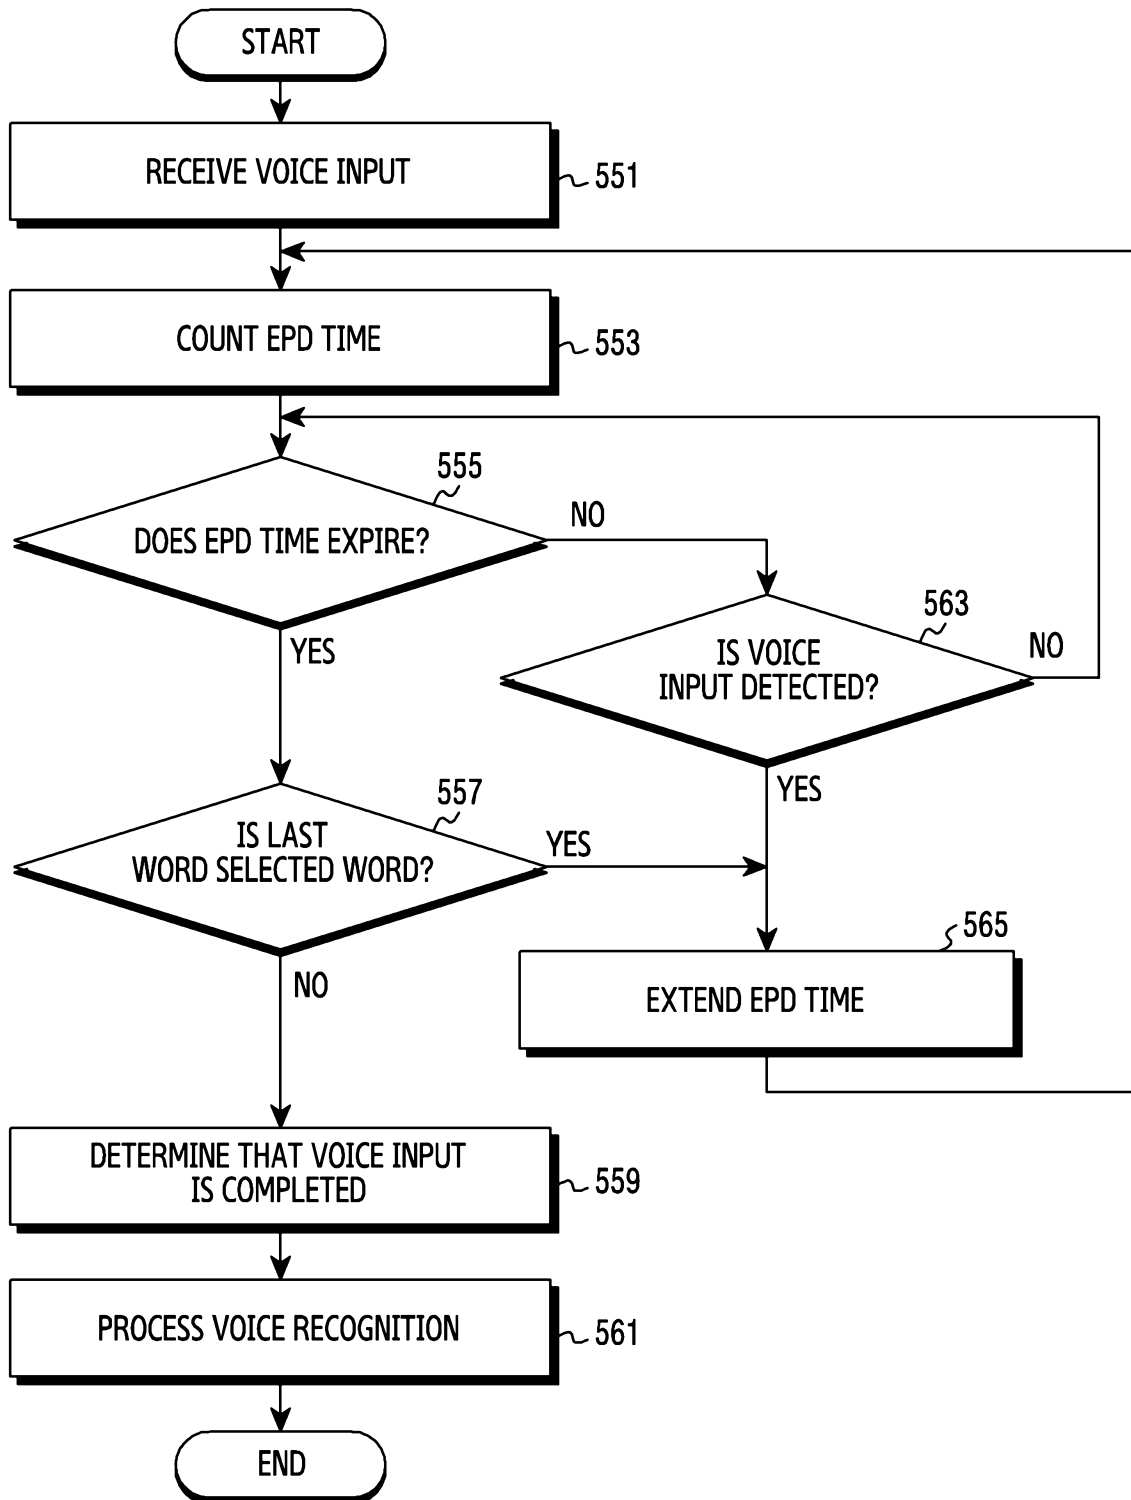 START
RECEIVE VOICE INPUT
551
COUNT EPD TIME
553
555
DOES EPD TIME EXPIRE?
NO
YES
563
IS VOICE
INPUT DETECTED?
NO
YES
557
IS LAST
WORD SELECTED WORD?
YES
NO
565
EXTEND EPD TIME
DETERMINE THAT VOICE INPUT
IS COMPLETED
559
PROCESS VOICE RECOGNITION
561
END